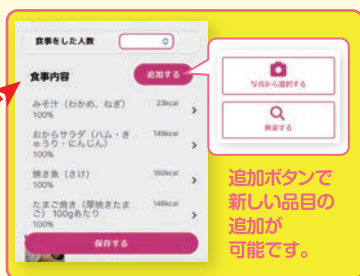 食事をした人数
食事内容
追加する
みそ汁（わかめ、ねぎ）
23kcal
100%
おからサラダ（ハム・き
ゅうり・にんじん）
149kcal
100%
焼き魚（さけ）
160kcal
100%
たまご焼き（厚焼きたま
ご） 100gあたり
146kcal
100%
保存する
写真から選択する
検索する
追加ボタンで
新しい品目の
追加が
可能です。